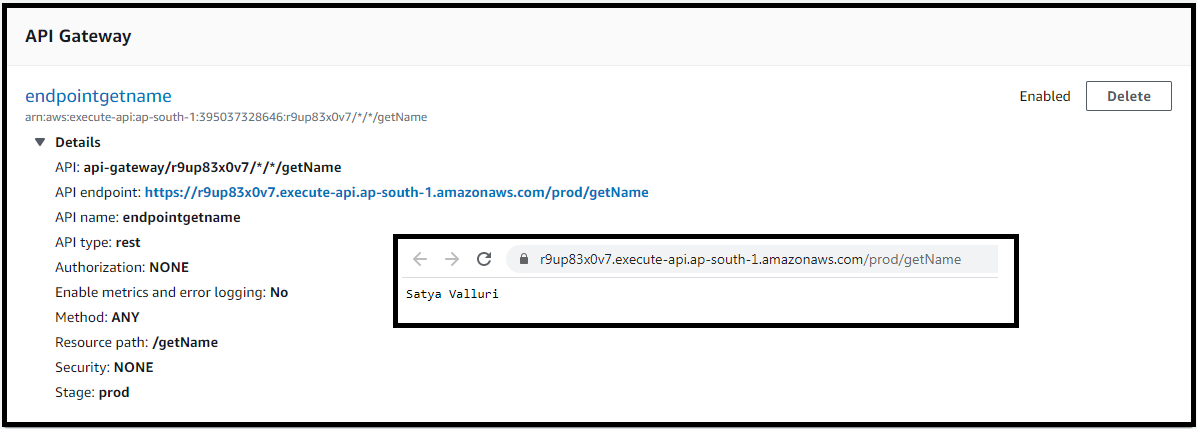 API Gateway
endpointgetname
Enabled
Delete
arn:aws:execute-api:ap-south-1:395037328646:r9up83x0v7/*/*/getName
Details
API: api-gateway/r9up83x0v7/*/*/getName
API endpoint: https://r9up83x0v7.execute-api.ap-south-1.amazonaws.com/prod/getName
API name: endpointgetname
API type: rest
Authorization: NONE
Enable metrics and error logging: No
Method: ANY
Resource path: /getName
Security: NONE
Stage: prod
r9up83x0v7.execute-api.ap-south-1.amazonaws.com/prod/getName
Satya Valluri